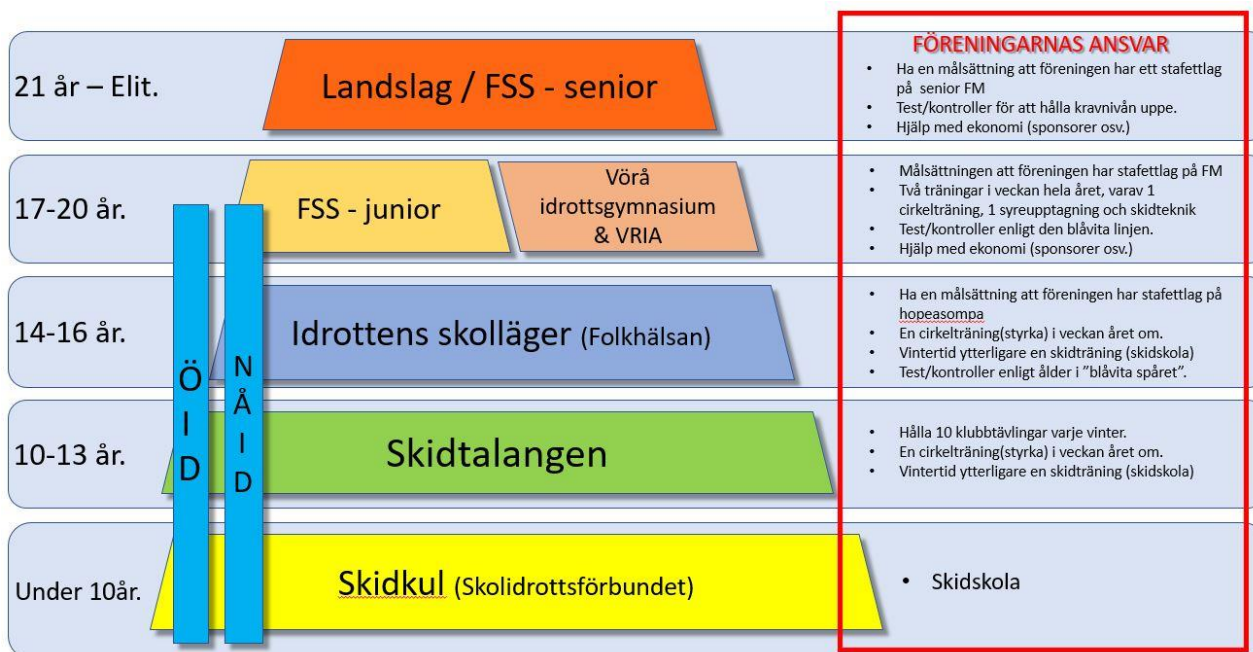 FÖRENINGARNAS ANSVAR
21 år – Elit.
Landslag / FSS - senior
• Ha en målsättning att föreningen har ett stafettlag
på senior FM
• Test/kontroller för att hålla kravnivån uppe.
• Hjälp med ekonomi (sponsorer osv.)
17-20 år.
FSS - junior
Vörå
idrottsgymnasium
& VRIA
• Målsättningen att föreningen har stafettlag på FM
• Två träningar i veckan hela året, varav 1
cirkelträning, 1 syreupptagning och skidteknik
• Test/kontroller enligt den blåvita linjen.
• Hjälp med ekonomi (sponsorer osv.)
14-16 år.
Idrottens skolläger (Folkhälsan)
• Ha en målsättning att föreningen har stafettlag på
hopeasompa
• En cirkelträning(styrka) i veckan året om.
• Vintertid ytterligare en skidträning (skidskola)
• Test/kontroller enligt ålder i ”blåvita spåret”.
ÖID
NÅID
10-13 år.
Skidtalangen
• Hålla 10 klubbtävlingar varje vinter.
• En cirkelträning(styrka) i veckan året om.
• Vintertid ytterligare en skidträning (skidskola)
Under 10år.
Skidkul (Skolidrottsförbundet)
• Skidskola